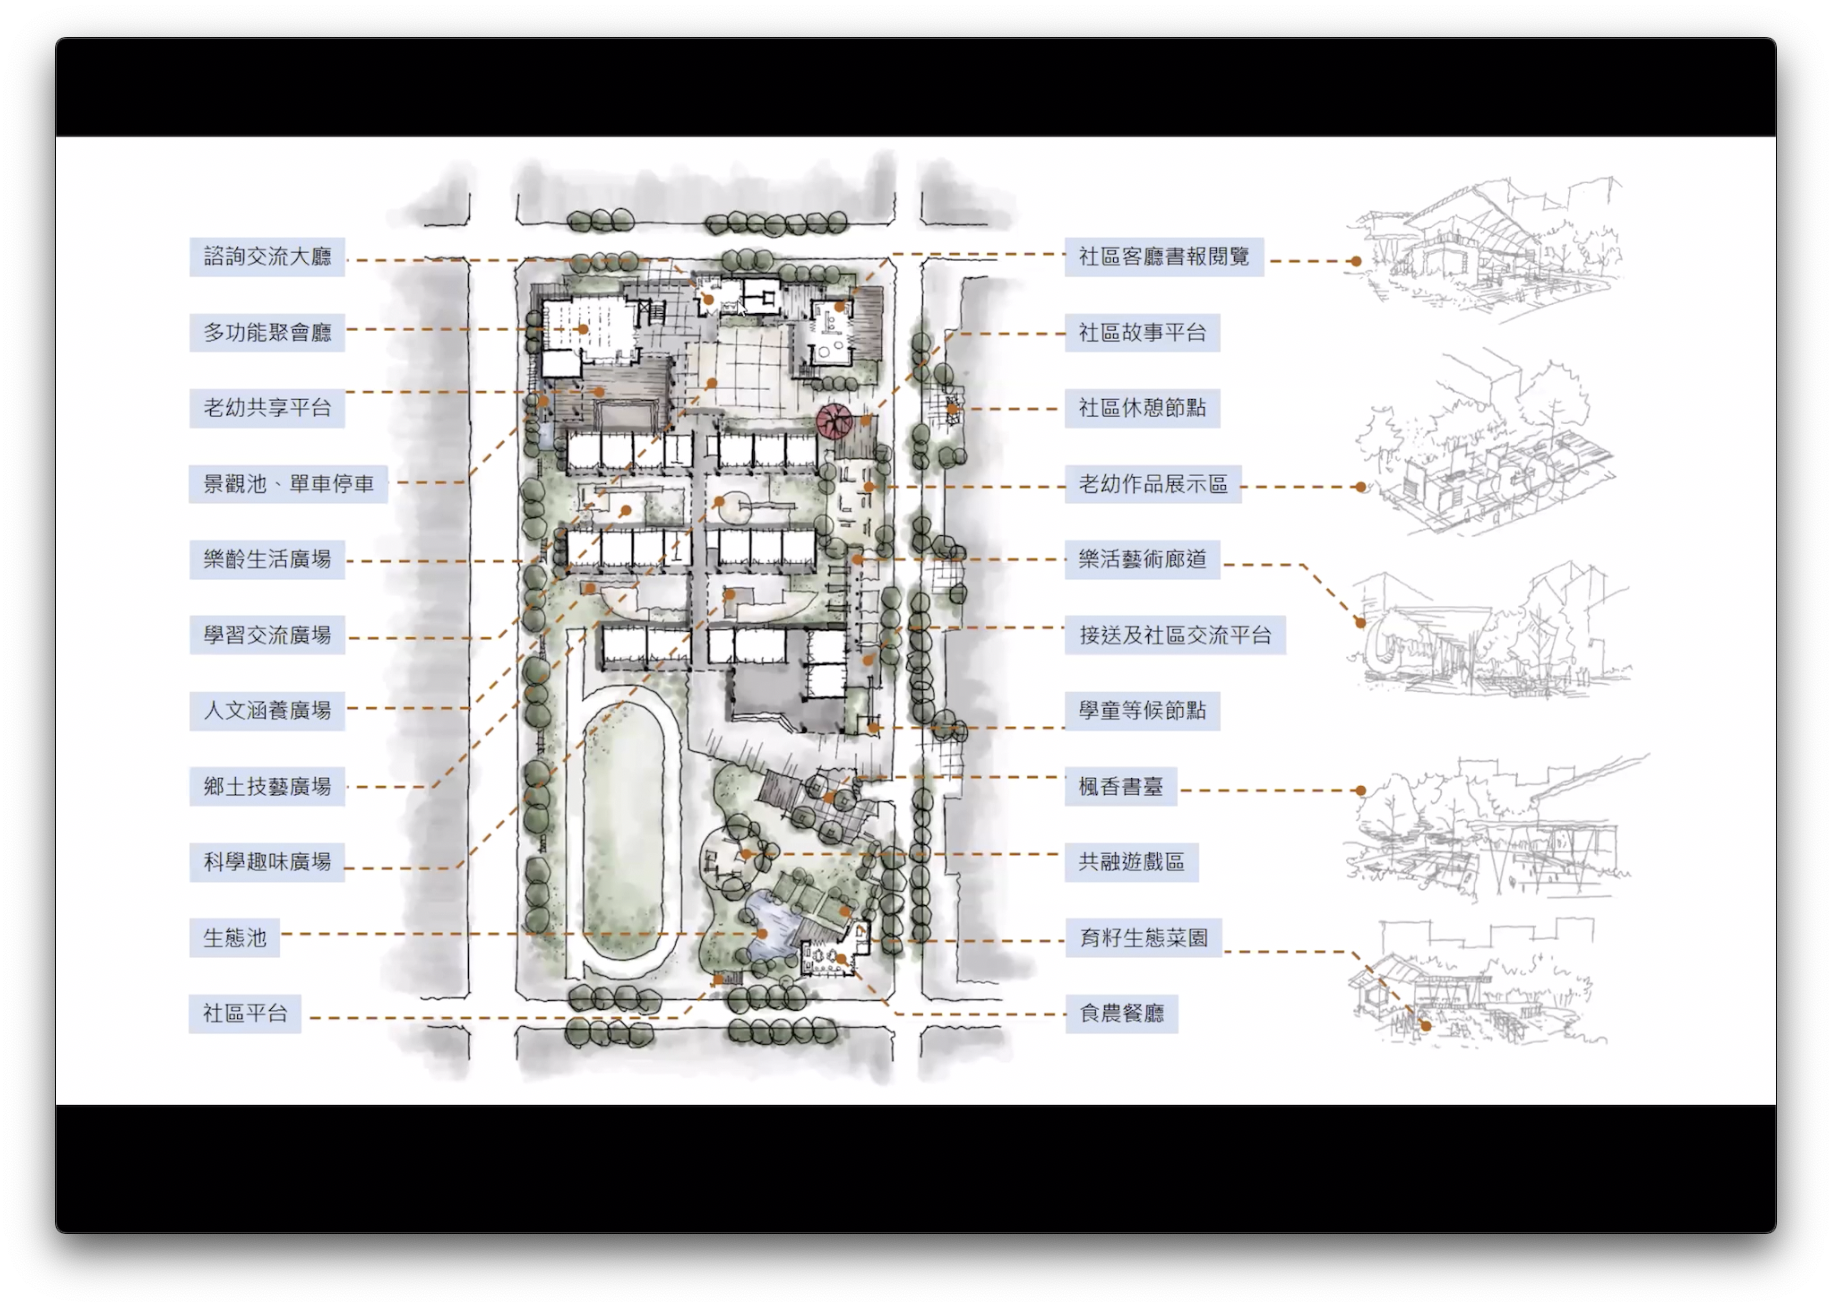 諮詢交流大廳
多功能聚會廳
老幼共享平台
景觀池、單車停車
樂齡生活廣場
學習交流廣場
人文涵養廣場
鄉土技藝廣場
科學趣味廣場
生態池
社區平台
社區客廳書報閱覽
社區故事平台
社區休憩節點
老幼作品展示區
樂活藝術廊道
接送及社區交流平台
學童等候節點
楓香書臺
共融遊戲區
育籽生態菜園
食農餐廳